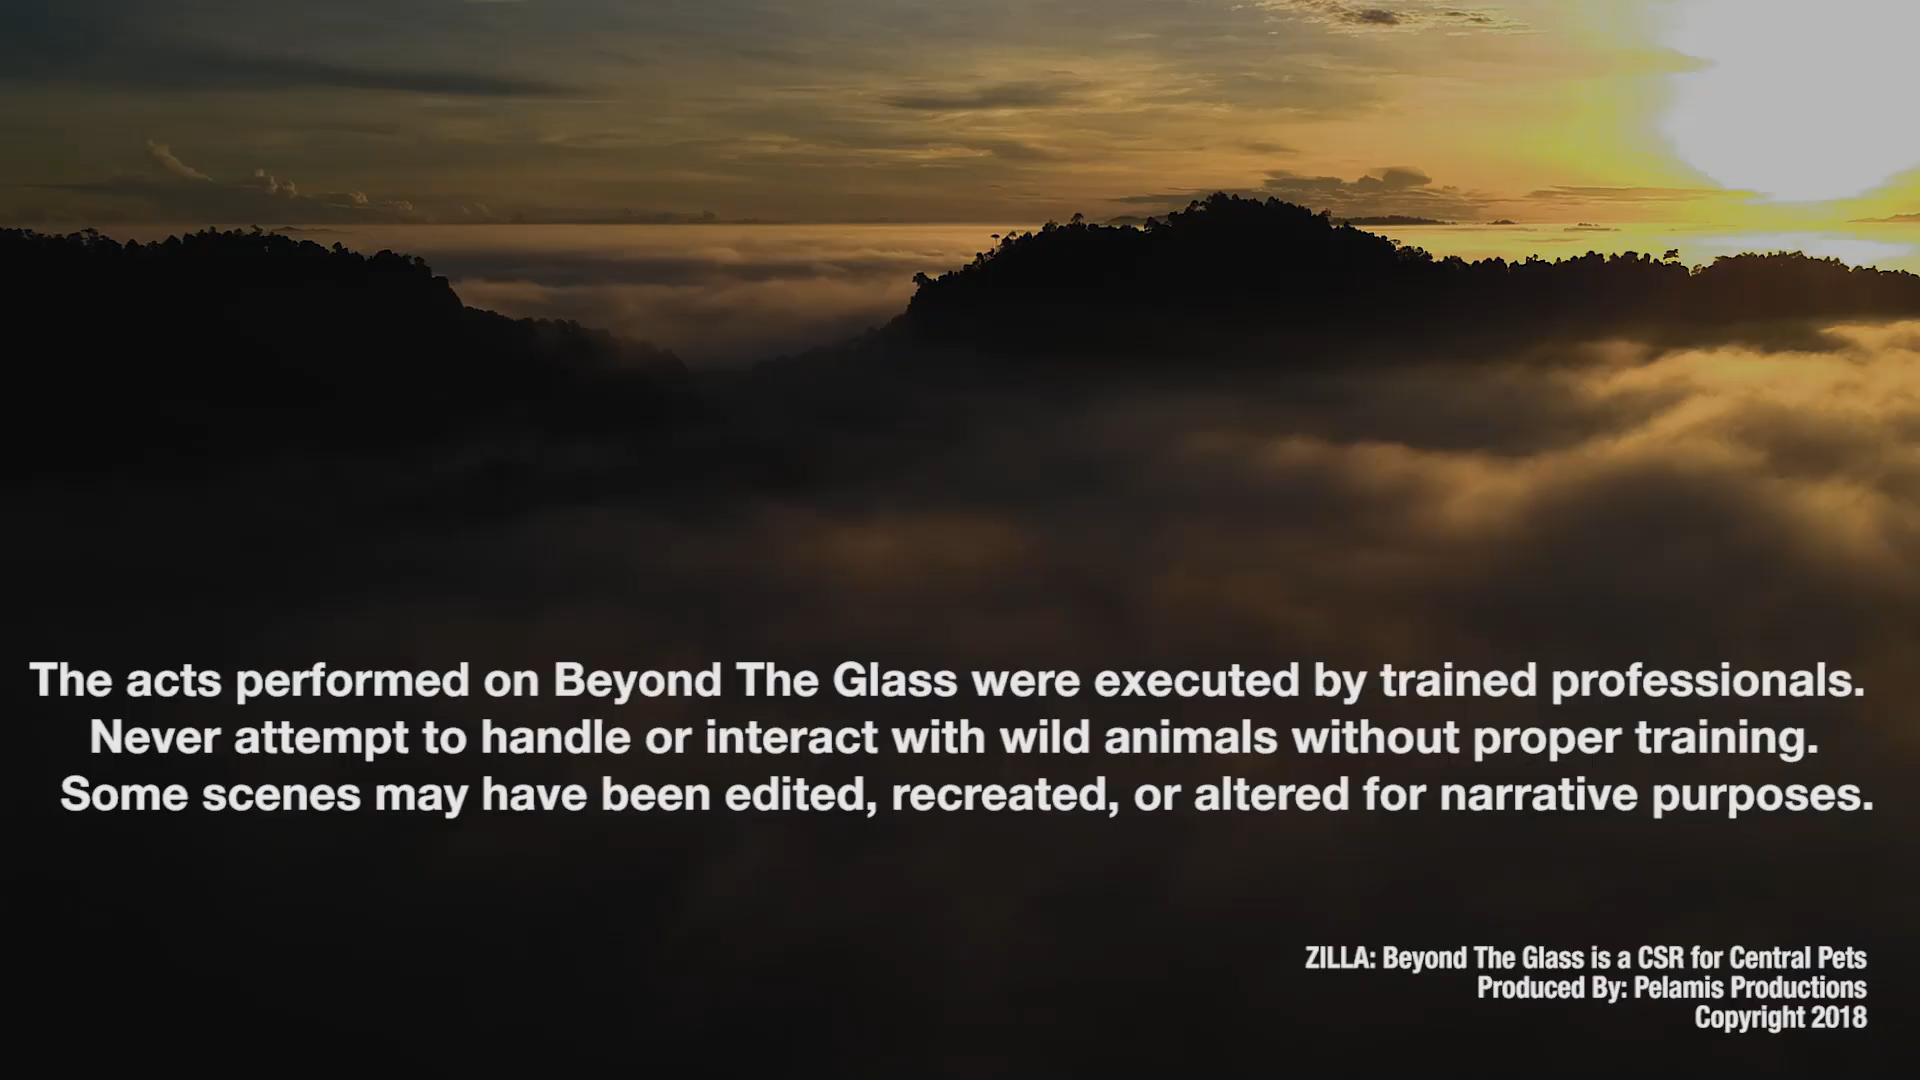 The acts performed on Beyond The Glass were executed by trained professionals.
Never attempt to handle or interact with wild animals without proper training.
Some scenes may have been edited, recreated, or altered for narrative purposes.
ZILLA: Beyond The Glass is a CSR for Central Pets
Produced By: Pelamis Productions
Copyright 2018